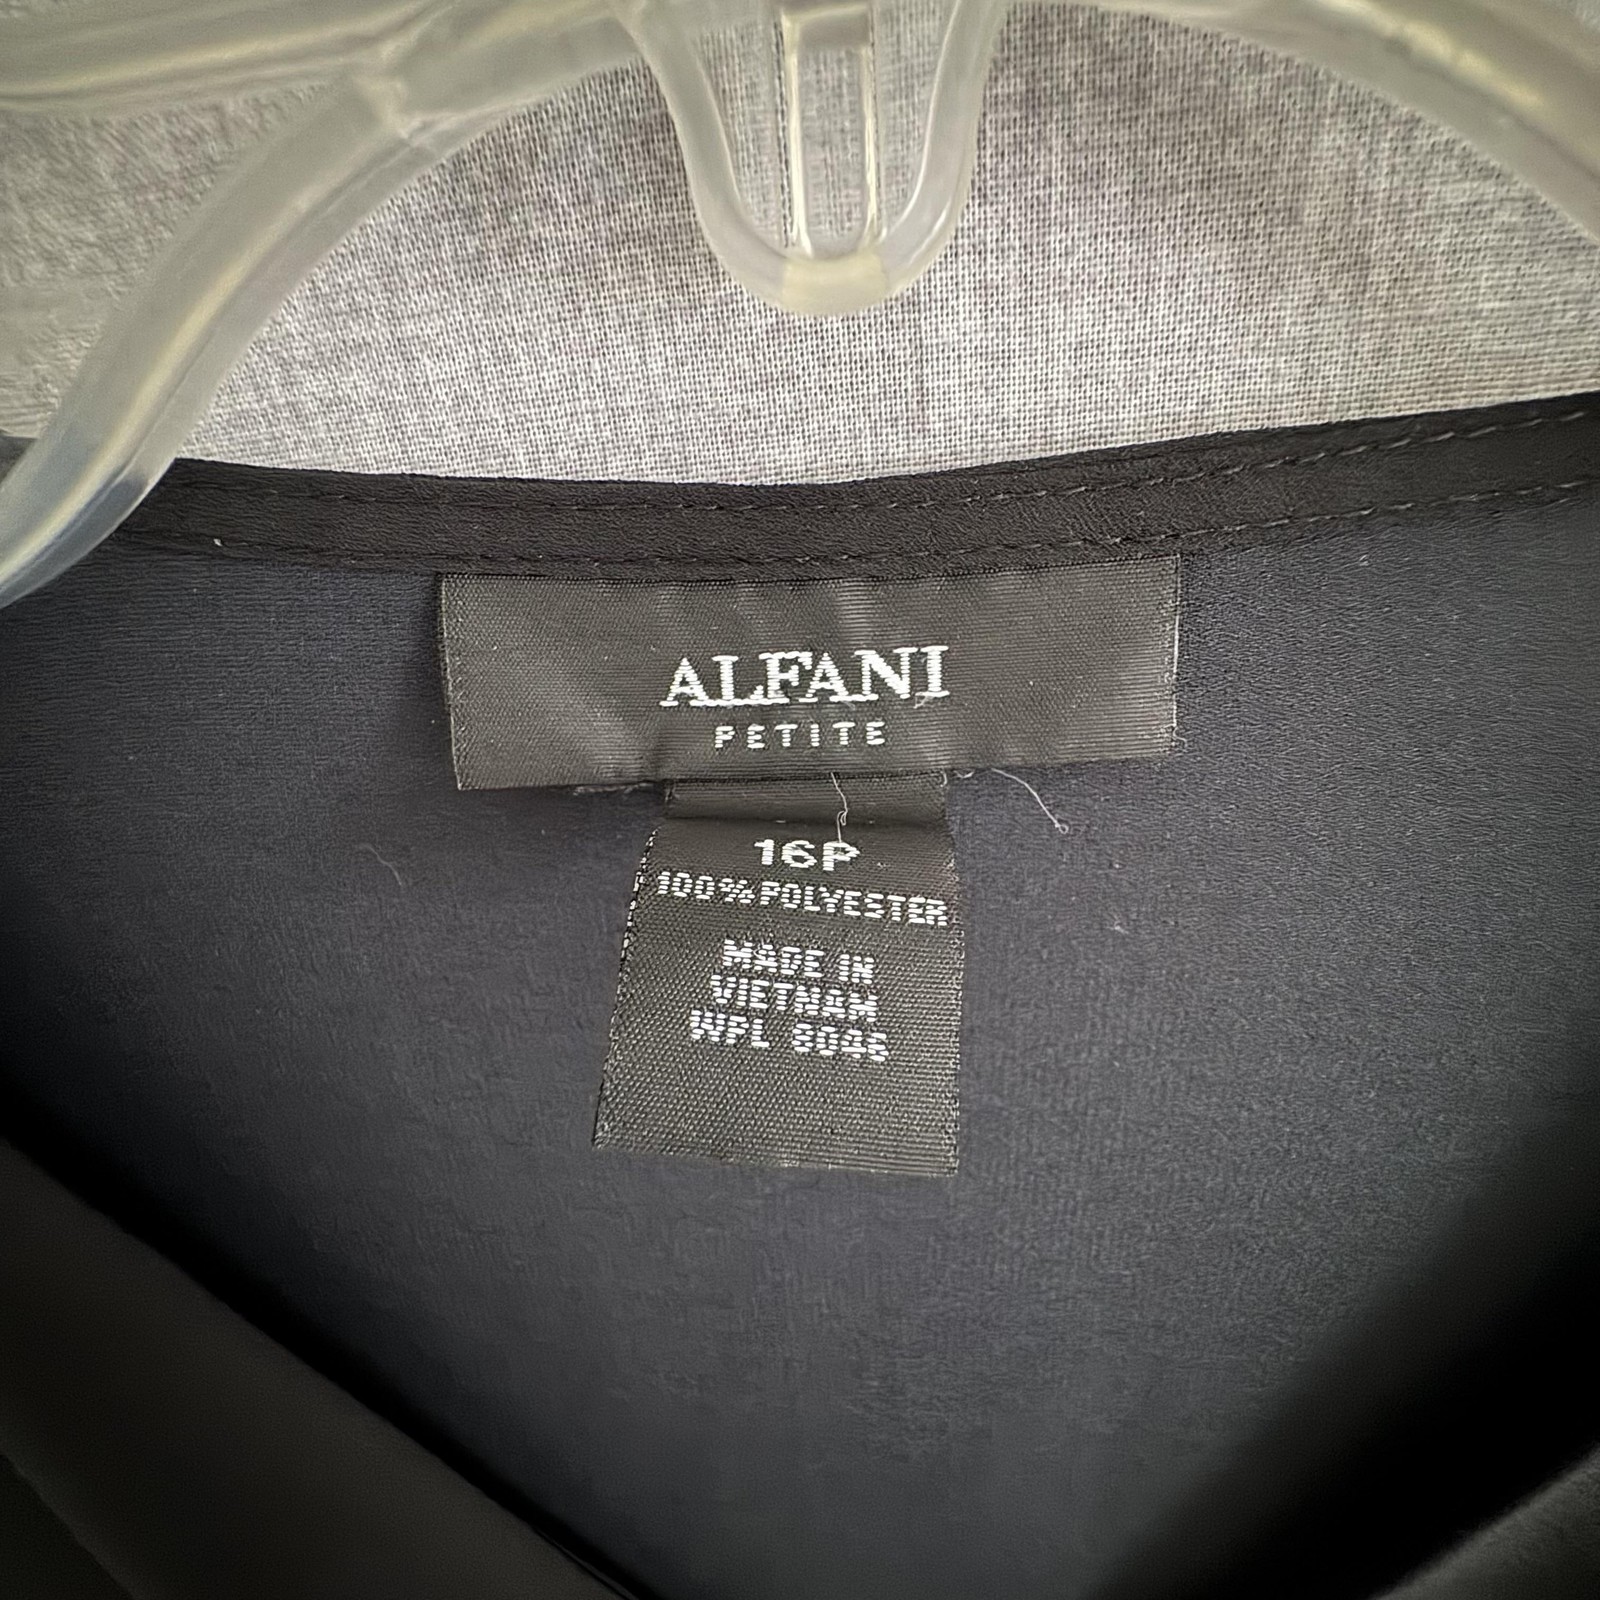 ALFANI
PETITE
16P
100% POLYESTER
MADE IN
VIETNAM
WPL 8046